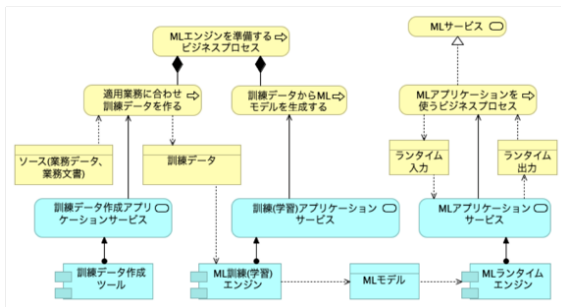 MLエンジンを準備する
ビジネスプロセス
MLサービス
適用業務に合わせ
訓練データを作る
訓練データからML
モデルを生成する
MLアプリケーションを
使うビジネスプロセス
ソース(業務データ、
業務文書)
訓練データ
ランタイム
入力
ランタイム
出力
訓練データ作成アプリ
ケーションサービス
訓練(学習)アプリケーション
サービス
MLアプリケーション
サービス
訓練データ作成
ツール
ML訓練(学習)
エンジン
MLモデル
MLランタイム
エンジン